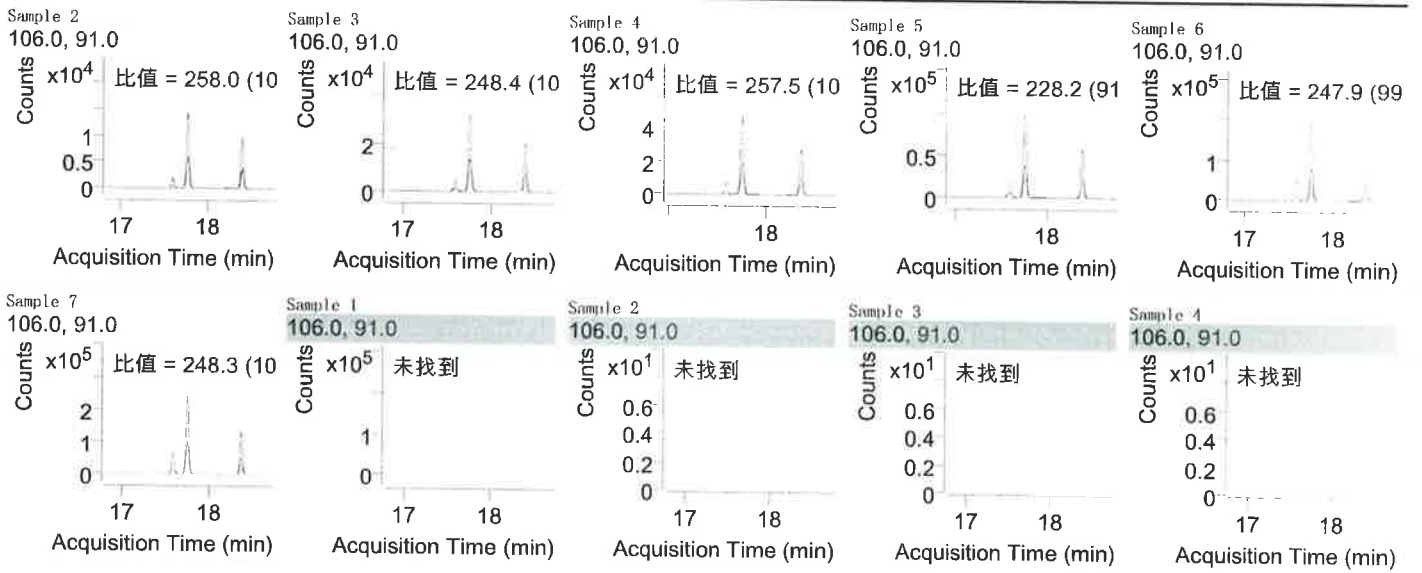 Sample 2
106.0, 91.0
Counts
x10⁴
比值 = 258.0 (10
1
0.5
0
17
18
Acquisition Time (min)
Sample 3
106.0, 91.0
Counts
x10⁴
比值 = 248.4 (10
2
0
17
18
Acquisition Time (min)
Sample 4
106.0, 91.0
Counts
x10⁴
比值 = 257.5 (10
4
2
0
18
Acquisition Time (min)
Sample 5
106.0, 91.0
Counts
x10⁵
比值 = 228.2 (91
0.5
0
18
Acquisition Time (min)
Sample 6
106.0, 91.0
Counts
x10⁵
比值 = 247.9 (99
1
0
17
18
Acquisition Time (min)
Sample 7
106.0, 91.0
Counts
x10⁵
比值 = 248.3 (10
2
1
0
17
18
Acquisition Time (min)
Sample 1
106.0, 91.0
Counts
x10⁵
未找到
1
0
17
18
Acquisition Time (min)
Sample 2
106.0, 91.0
Counts
x10¹
未找到
0.6
0.4
0.2
0
17
18
Acquisition Time (min)
Sample 3
106.0, 91.0
Counts
x10¹
未找到
0.6
0.4
0.2
0
17
18
Acquisition Time (min)
Sample 4
106.0, 91.0
Counts
x10¹
未找到
0.6
0.4
0.2
0
17
18
Acquisition Time (min)